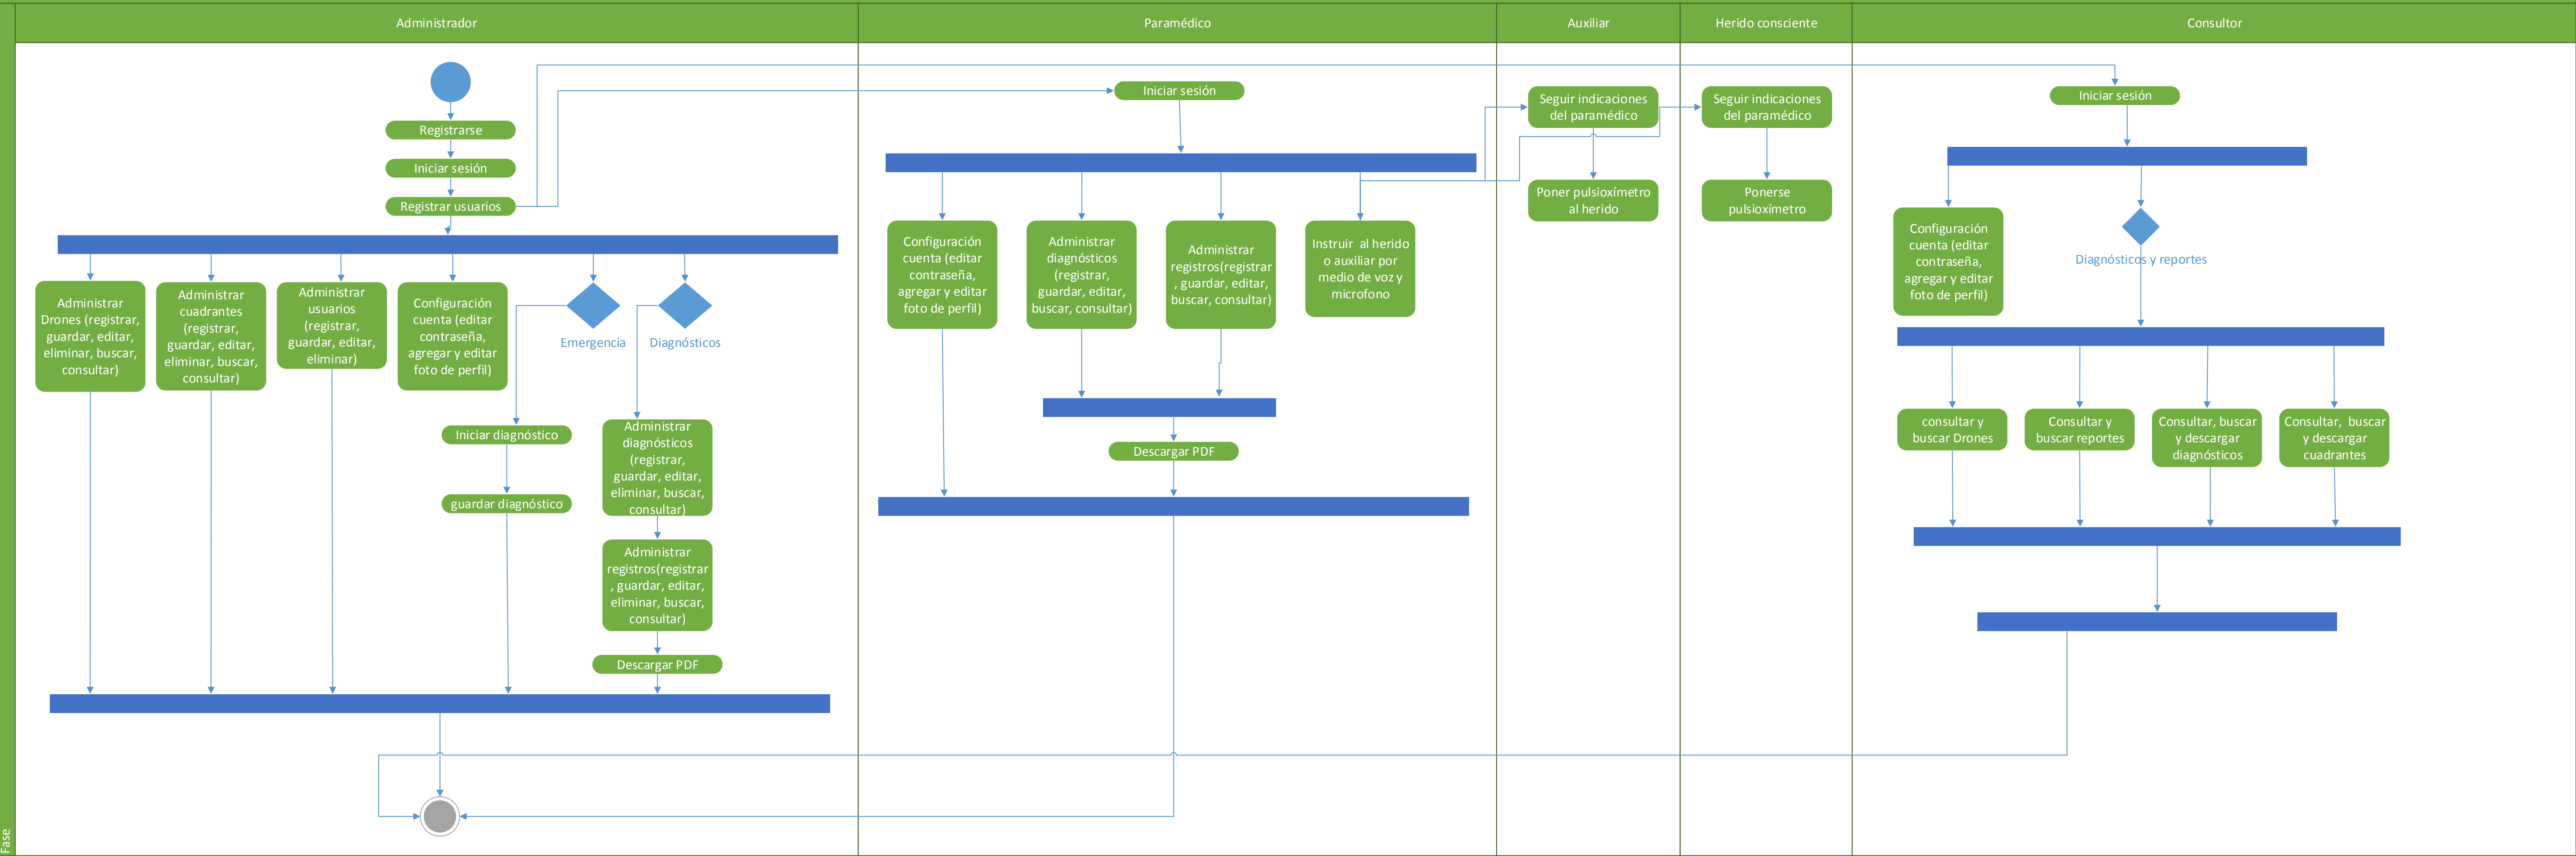 Administrador
Paramédico
Auxiliar
Herido consciente
Consultor
Fase
Registrarse
Iniciar sesión
Registrar usuarios
Administrar
Drones (registrar,
guardar, editar,
eliminar, buscar,
consultar)
Administrar
cuadrantes
(registrar,
guardar, editar,
eliminar, buscar,
consultar)
Administrar
usuarios
(registrar,
guardar, editar,
eliminar)
Configuración
cuenta (editar
contraseña,
agregar y editar
foto de perfil)
Emergencia
Diagnósticos
Iniciar diagnóstico
guardar diagnóstico
Administrar
diagnósticos
(registrar,
guardar, editar,
eliminar, buscar,
consultar)
Administrar
registros(registrar
, guardar, editar,
eliminar, buscar,
consultar)
Descargar PDF
Iniciar sesión
Configuración
cuenta (editar
contraseña,
agregar y editar
foto de perfil)
Administrar
diagnósticos
(registrar,
guardar, editar,
buscar, consultar)
Administrar
registros(registrar
, guardar, editar,
buscar, consultar)
Instruir  al herido
o auxiliar por
medio de voz y
microfono
Descargar PDF
Seguir indicaciones
del paramédico
Poner pulsioxímetro
al herido
Seguir indicaciones
del paramédico
Ponerse
pulsioxímetro
Iniciar sesión
Configuración
cuenta (editar
contraseña,
agregar y editar
foto de perfil)
Diagnósticos y reportes
consultar y
buscar Drones
Consultar y
buscar reportes
Consultar, buscar
y descargar
diagnósticos
Consultar,  buscar
y descargar
cuadrantes